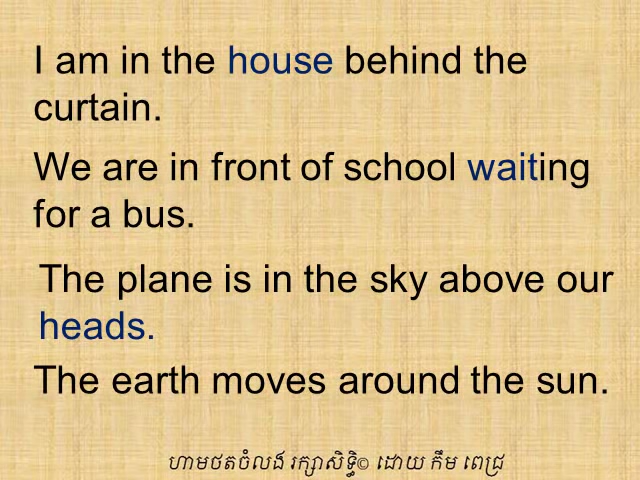 I am in the house behind the
curtain.
We are in front of school waiting
for a bus.
The plane is in the sky above our
heads.
The earth moves around the sun.
ហាមថតចំលង រក្សាសិទ្ធិ© ដោយ កឹម ពេជ្រ